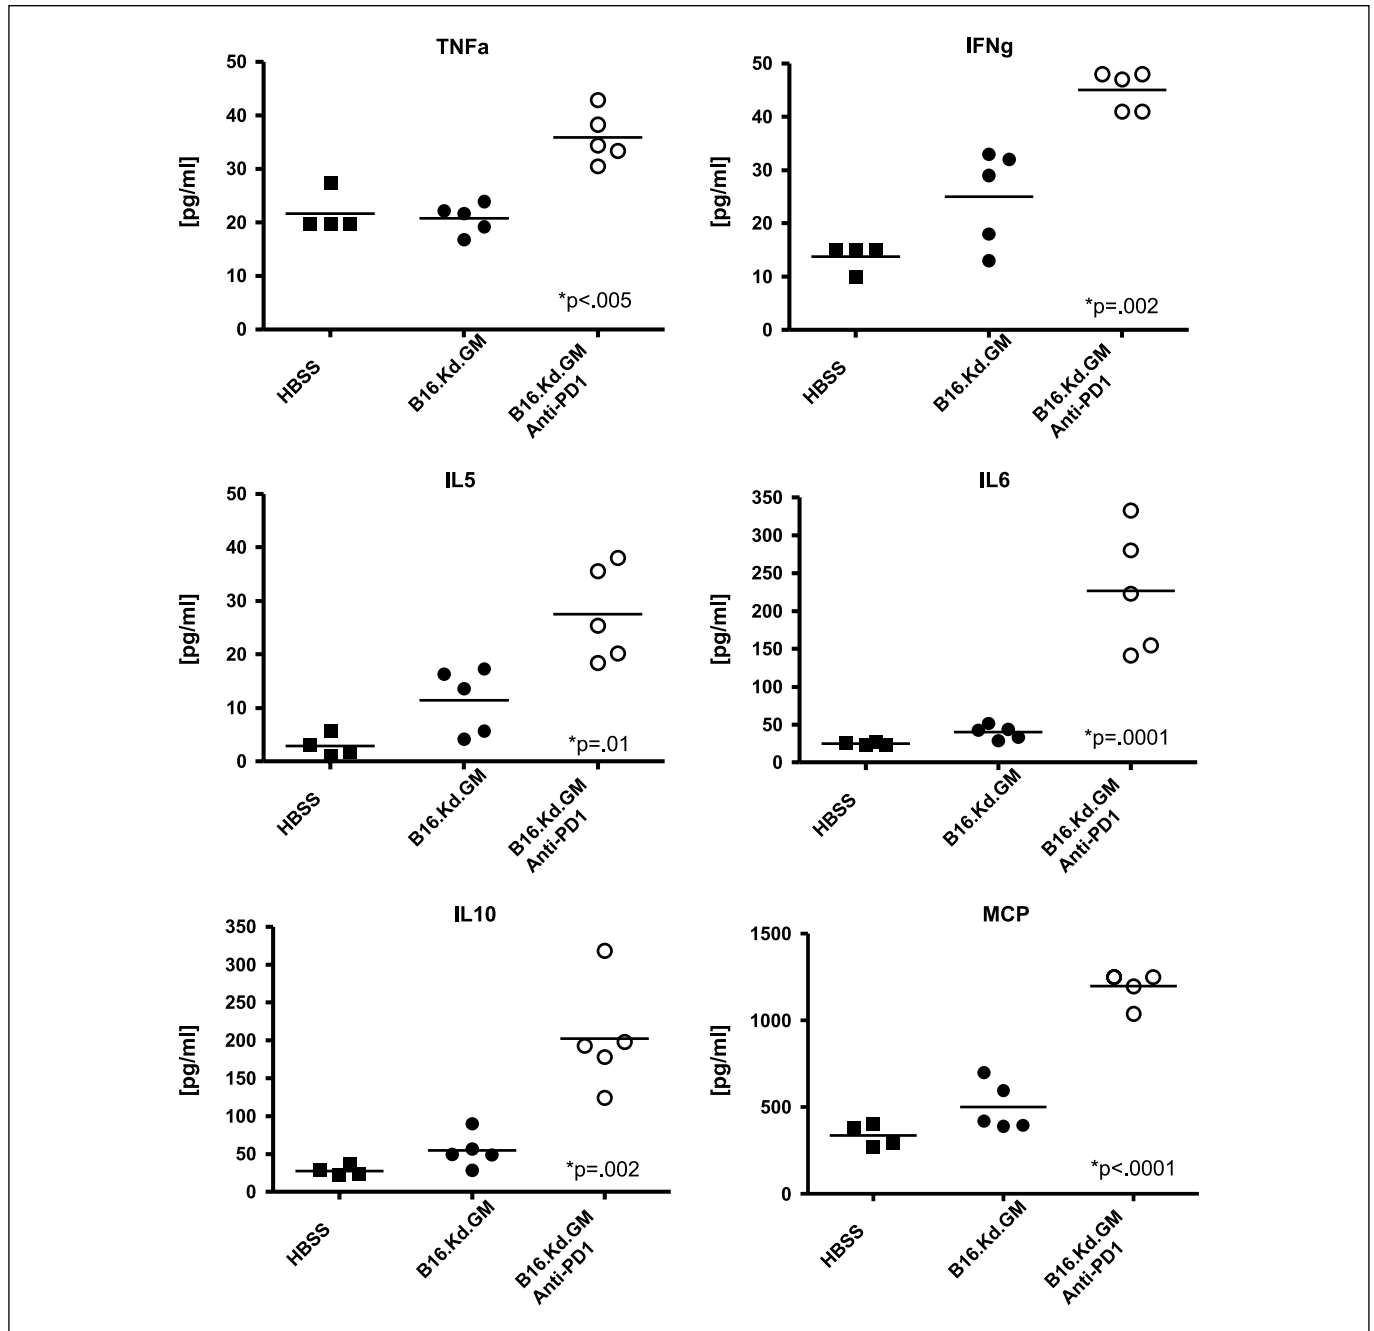 TNFa
50
40
30
20
10
0
[pg/ml]
*p<.005
HBSS
B16.Kd.GM
B16.Kd.GM
Anti-PD1
IFNg
50
40
30
20
10
0
[pg/ml]
*p=.002
HBSS
B16.Kd.GM
B16.Kd.GM
Anti-PD1
IL5
50
40
30
20
10
0
[pg/ml]
*p=.01
HBSS
B16.Kd.GM
B16.Kd.GM
Anti-PD1
IL6
350
300
250
200
150
100
50
0
[pg/ml]
*p=.0001
HBSS
B16.Kd.GM
B16.Kd.GM
Anti-PD1
IL10
350
300
250
200
150
100
50
0
[pg/ml]
*p=.002
HBSS
B16.Kd.GM
B16.Kd.GM
Anti-PD1
MCP
1500
1000
500
0
[pg/ml]
*p<.0001
HBSS
B16.Kd.GM
B16.Kd.GM
Anti-PD1